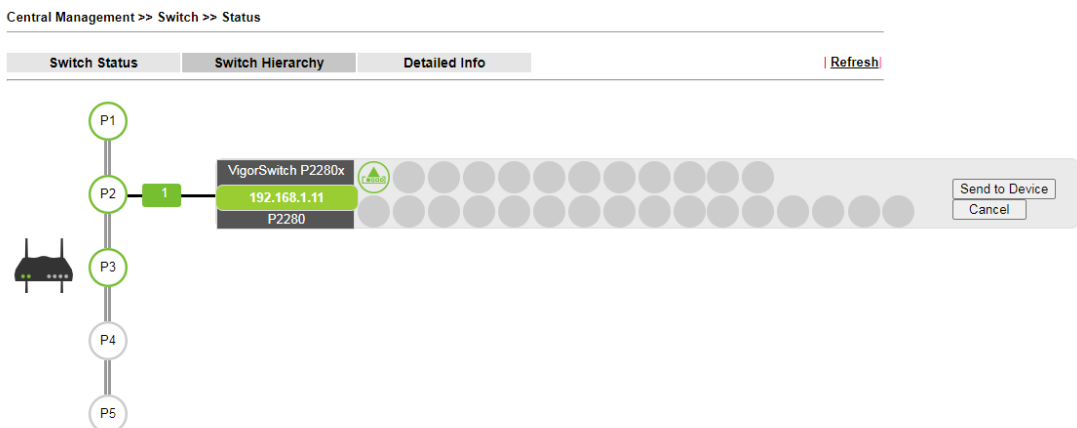 Central Management >> Switch >> Status
Switch Status Switch Hierarchy Detailed Info | Refresh|
P1
VigorSwitch P2280x
P2 1 192.168.1.11
P2280
Send to Device
Cancel
P3
P4
P5